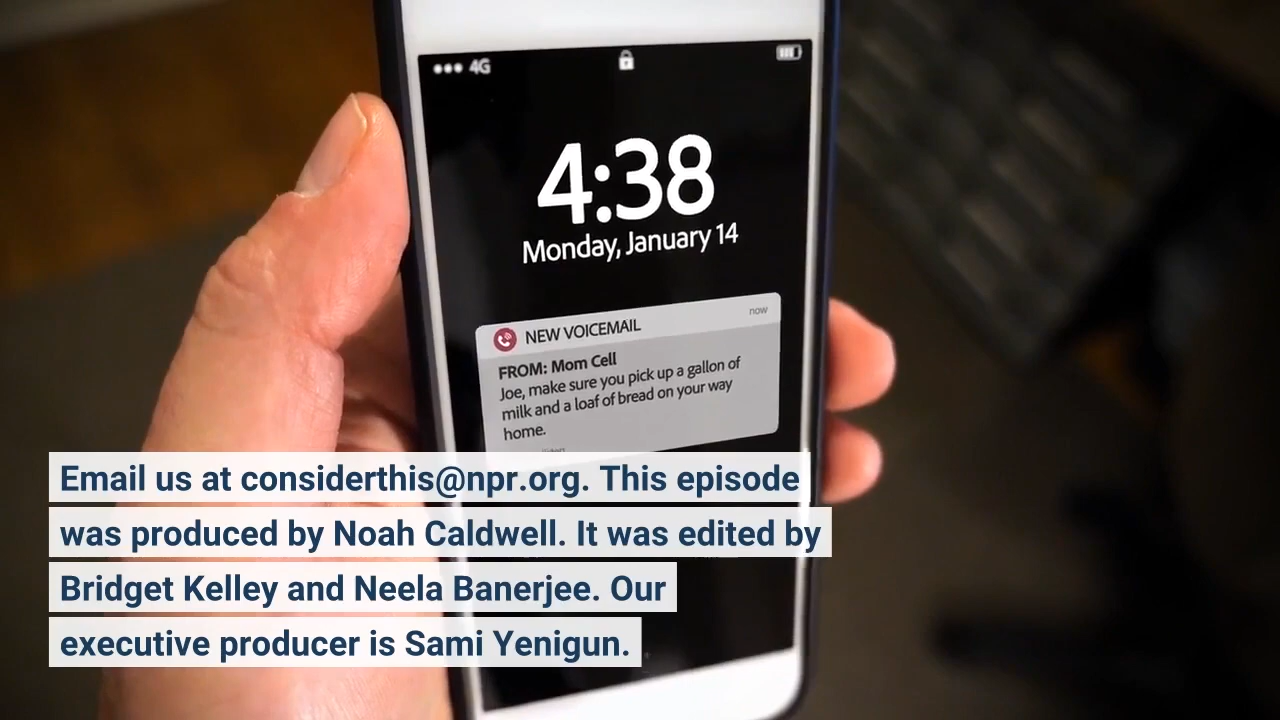 4G
4:38
Monday, January 14
NEW VOICEMAIL
now
FROM: Mom Cell
Joe, make sure you pick up a gallon of
milk and a loaf of bread on your way
home.
Email us at considerthis@npr.org. This episode
was produced by Noah Caldwell. It was edited by
Bridget Kelley and Neela Banerjee. Our
executive producer is Sami Yenigun.